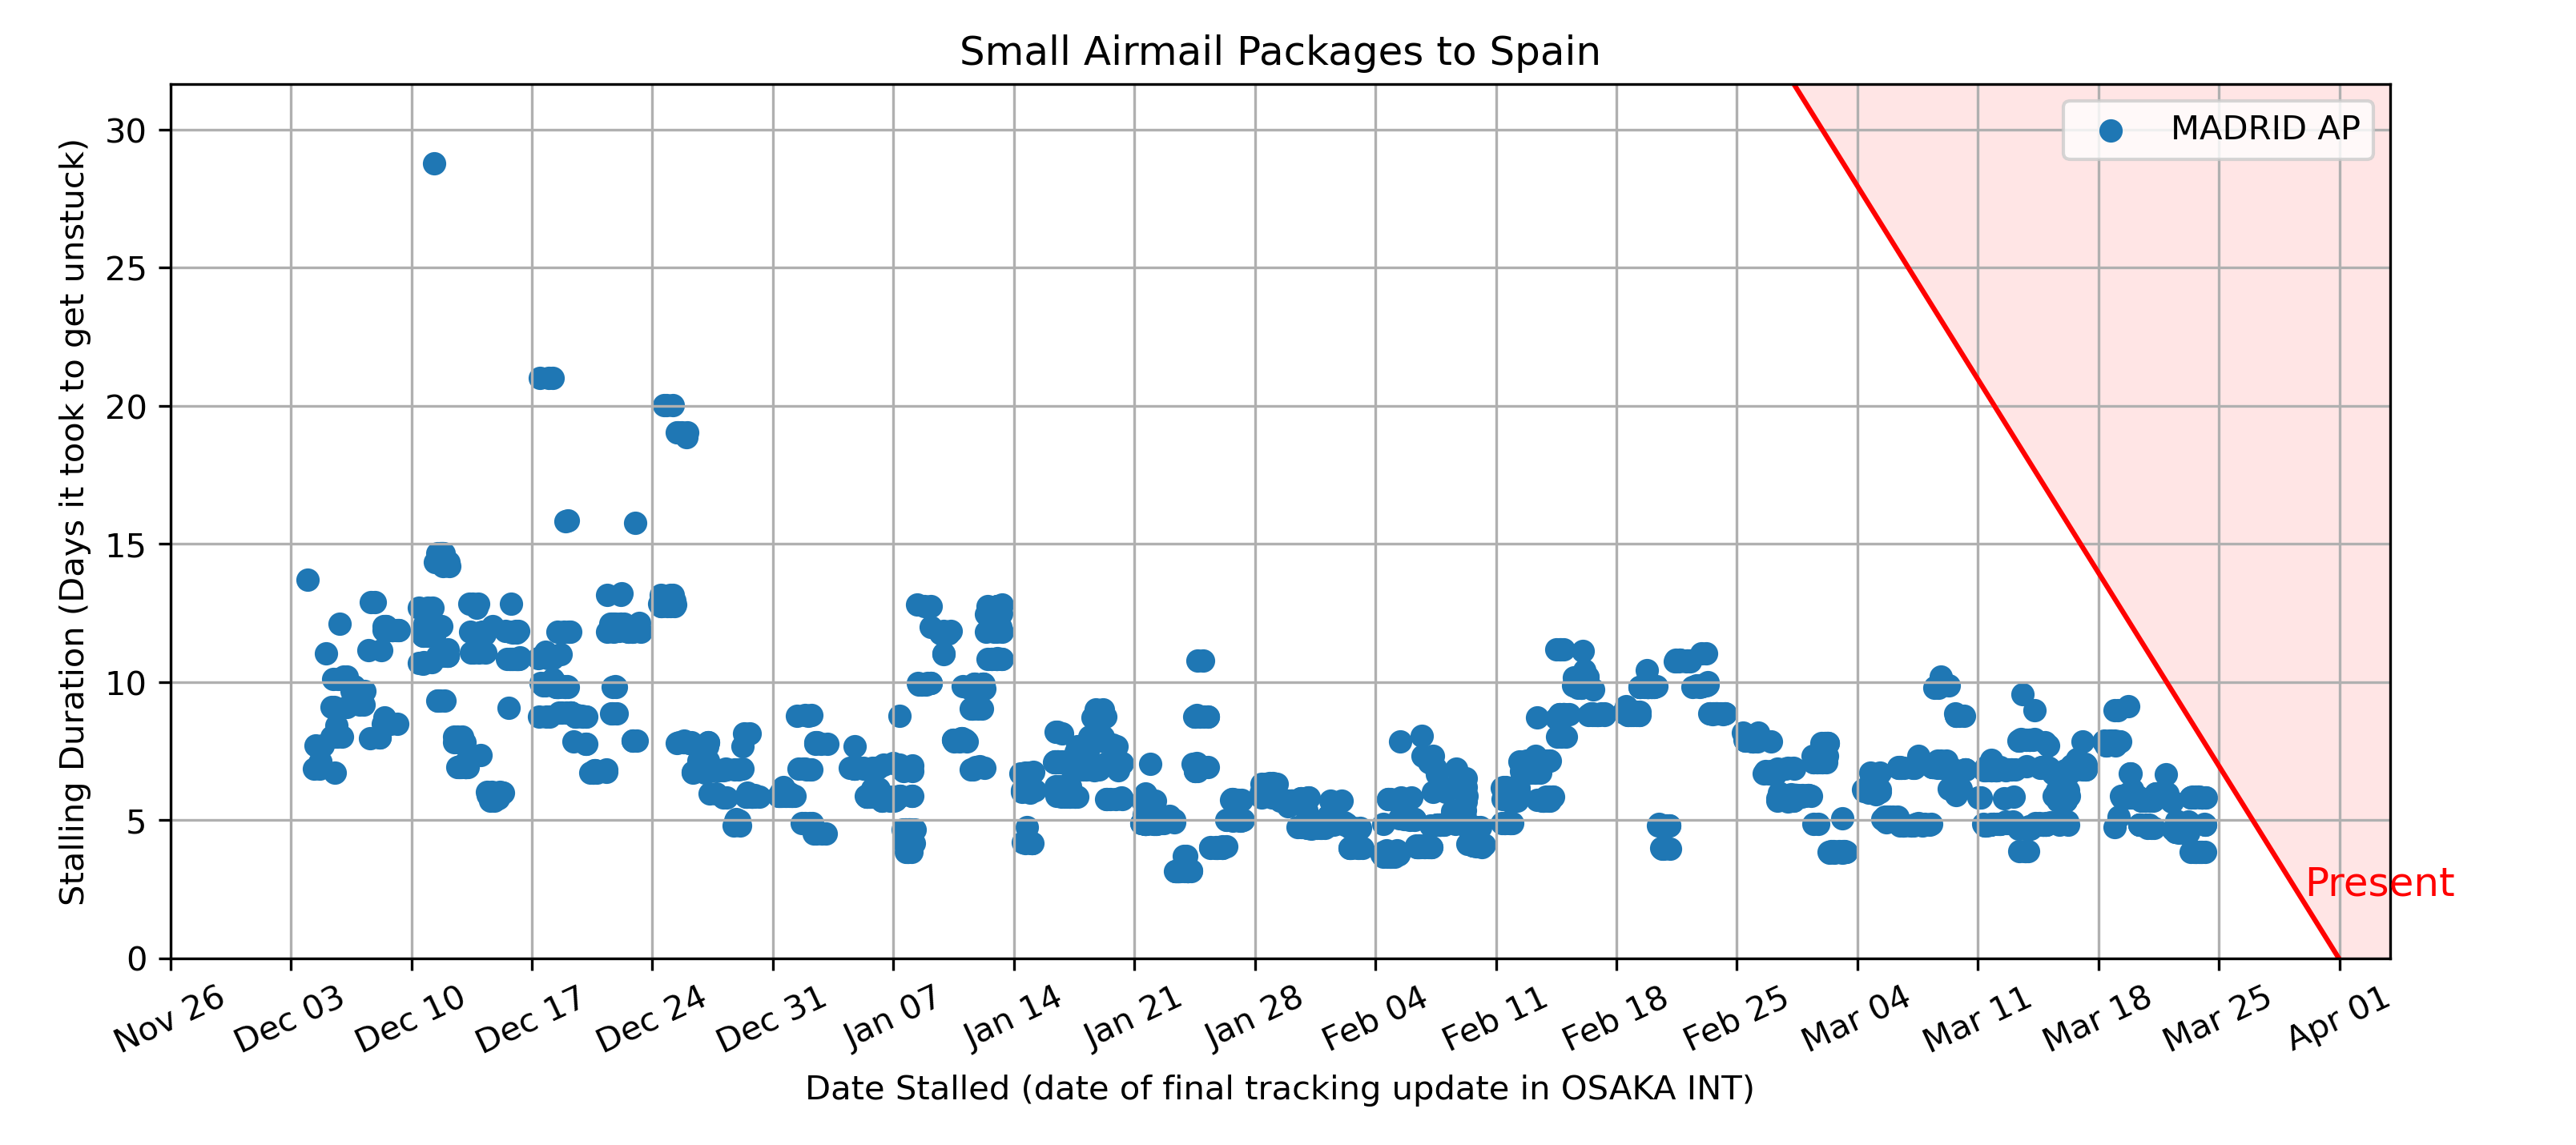 Small Airmail Packages to Spain
Stalling Duration (Days it took to get unstuck)
30
25
20
15
10
5
0
MADRID AP
Present
Nov 26
Dec 03
Dec 10
Dec 17
Dec 24
Dec 31
Jan 07
Jan 14
Jan 21
Jan 28
Feb 04
Feb 11
Feb 18
Feb 25
Mar 04
Mar 11
Mar 18
Mar 25
Apr 01
Date Stalled (date of final tracking update in OSAKA INT)